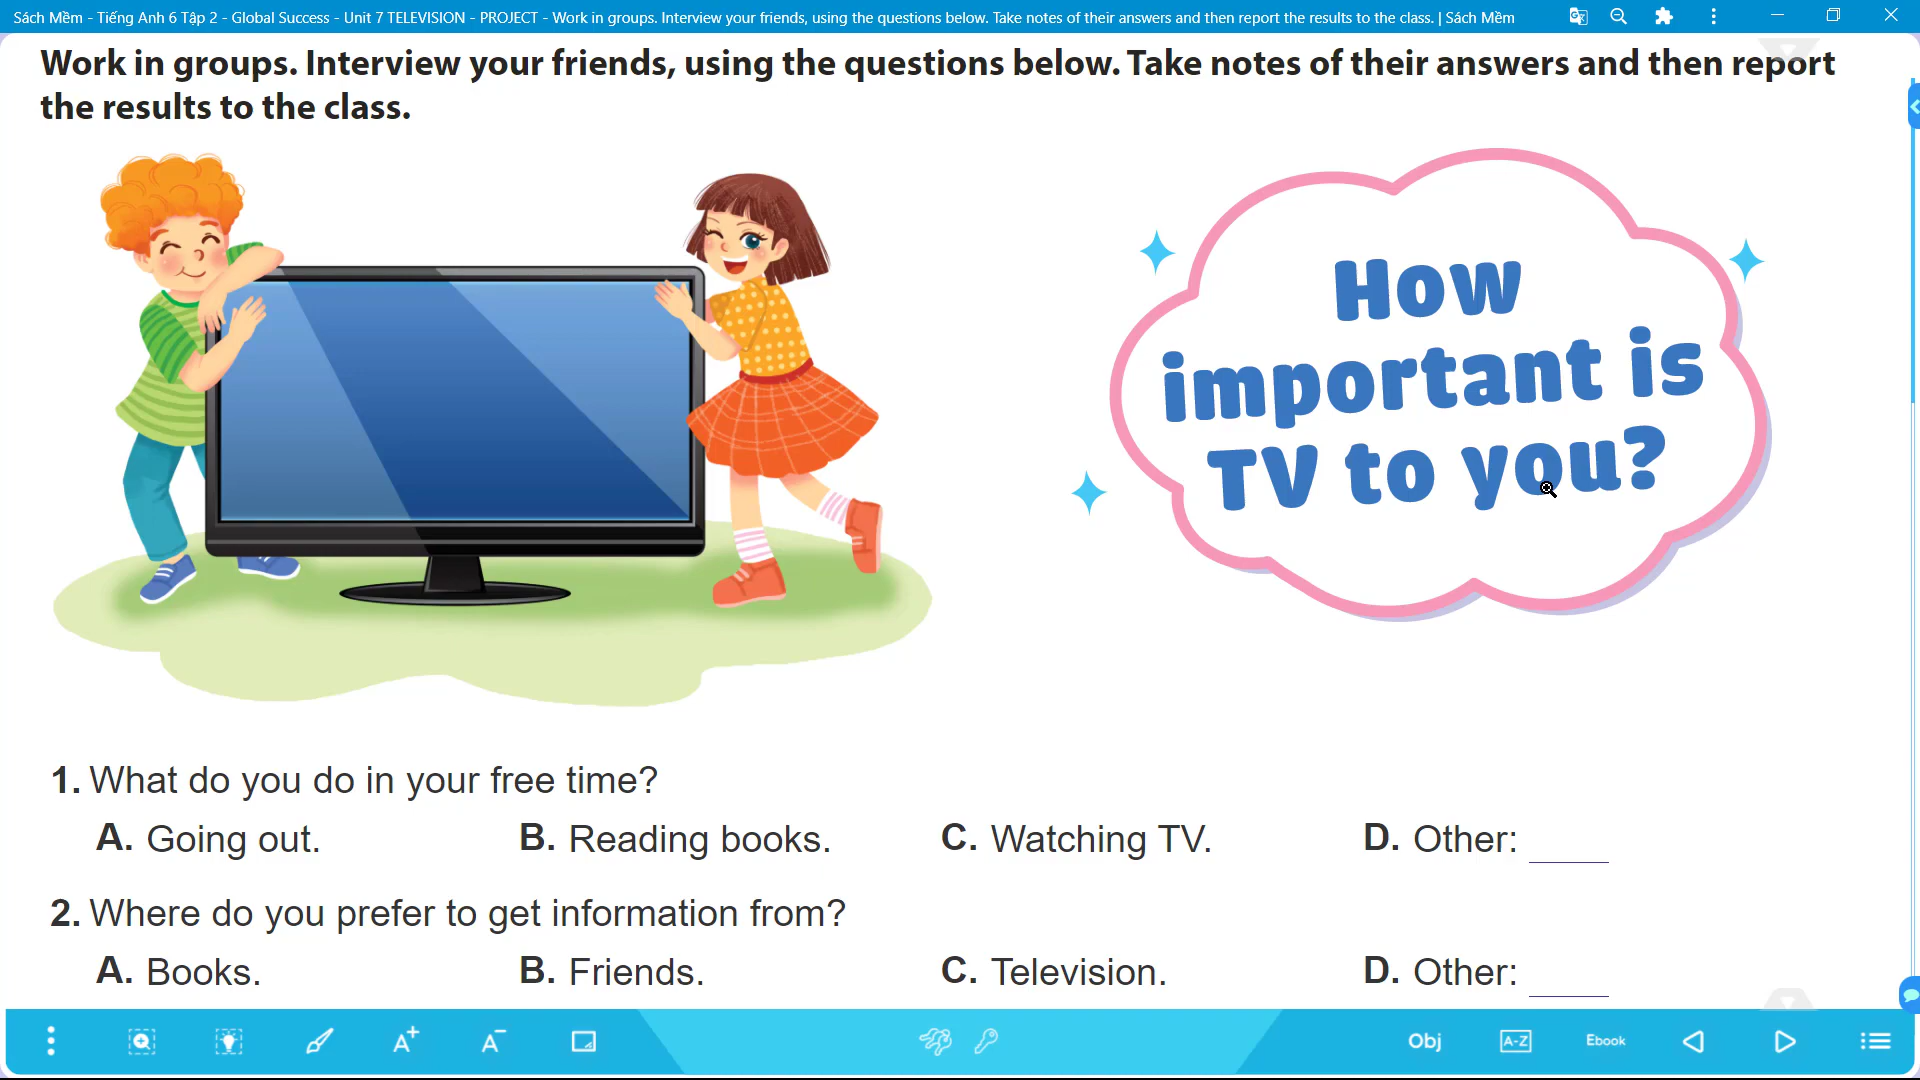 Sách Mềm - Tiếng Anh 6 Tập 2 - Global Success - Unit 7 TELEVISION - PROJECT - Work in groups. Interview your friends, using the questions below. Take notes of their answers and then report the results to the class. | Sách Mềm
Work in groups. Interview your friends, using the questions below. Take notes of their answers and then report
the results to the class.
How
important is
TV to you?
1. What do you do in your free time?
A. Going out. B. Reading books. C. Watching TV. D. Other: _____
2. Where do you prefer to get information from?
A. Books. B. Friends. C. Television. D. Other: _____
A+ A- Obj A-Z Ebook